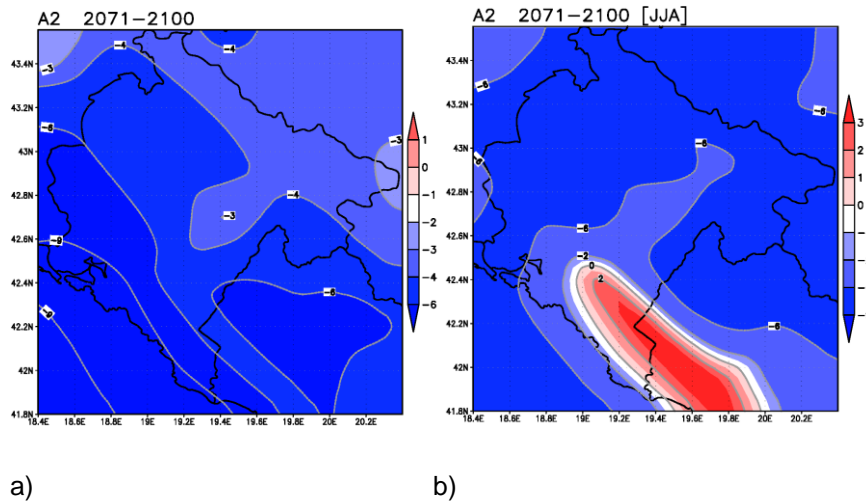 A2 2071-2100
43.4N
43.2N
43N
42.8N
42.6N
42.4N
42.2N
42N
41.8N
18.4E 18.6E 18.8E 19E 19.2E 19.4E 19.6E 19.8E 20E 20.2E
-3
-4
-4
-6
-3
-4
-3
-9
-6
-9
1
0
-1
-2
-3
-4
-6
A2 2071-2100 [JJA]
43.4N
43.2N
43N
42.8N
42.6N
42.4N
42.2N
42N
41.8N
18.4E 18.6E 18.8E 19E 19.2E 19.4E 19.6E 19.8E 20E 20.2E
-6
-6
-6
-6
-2
0
2
-6
3
2
1
0
a)
b)